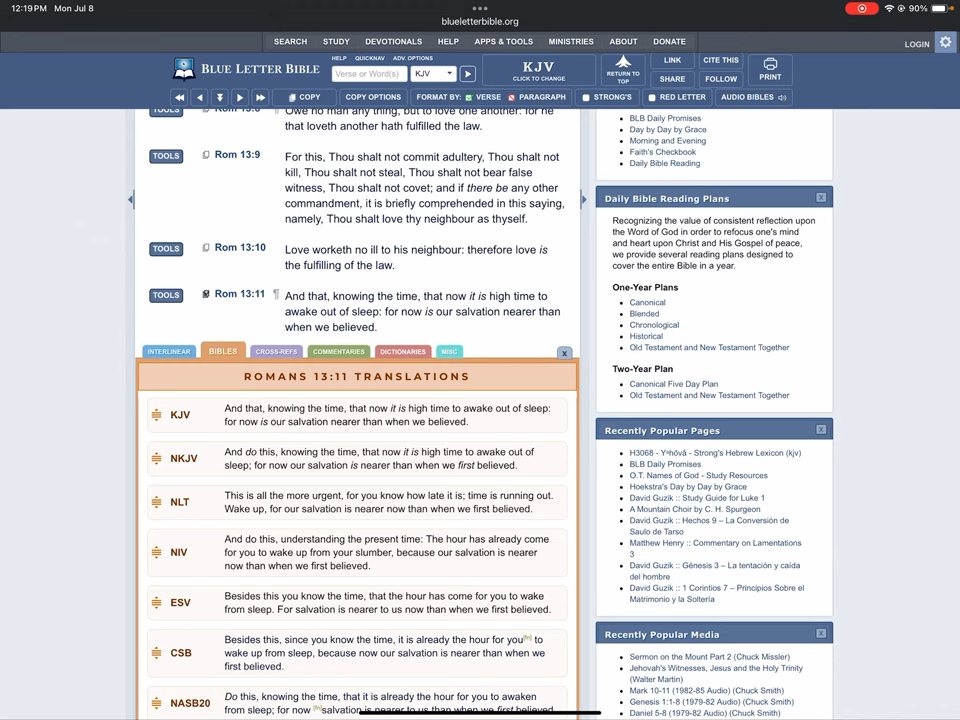 12:19 PM Mon Jul 8
90%
blueletterbible.org
SEARCH STUDY DEVOTIONALS HELP APPS & TOOLS MINISTRIES ABOUT DONATE
LOGIN
BLUE LETTER BIBLE
HELP QUICKNAV ADV. OPTIONS
Verse or Word(s)
KJV
KJV
CLICK TO CHANGE
RETURN TO
TOP
LINK
CITE THIS
SHARE
FOLLOW
PRINT
COPY
COPY OPTIONS
FORMAT BY: VERSE PARAGRAPH
STRONG'S
RED LETTER
AUDIO BIBLES
TOOLS
Owe no man any thing, but to love one another: for he
that loveth another hath fulfilled the law.
TOOLS
Rom 13:9
For this, Thou shalt not commit adultery, Thou shalt not
kill, Thou shalt not steal, Thou shalt not bear false
witness, Thou shalt not covet; and if there be any other
commandment, it is briefly comprehended in this saying,
namely, Thou shalt love thy neighbour as thyself.
TOOLS
Rom 13:10
Love worketh no ill to his neighbour: therefore love is
the fulfilling of the law.
TOOLS
Rom 13:11
¶ And that, knowing the time, that now it is high time to
awake out of sleep: for now is our salvation nearer than
when we believed.
INTERLINEAR BIBLES CROSS-REFS COMMENTARIES DICTIONARIES MISC
x
ROMANS 13:11 TRANSLATIONS
KJV
And that, knowing the time, that now it is high time to awake out of sleep:
for now is our salvation nearer than when we believed.
NKJV
And do this, knowing the time, that now it is high time to awake out of
sleep; for now our salvation is nearer than when we first believed.
NLT
This is all the more urgent, for you know how late it is; time is running out.
Wake up, for our salvation is nearer now than when we first believed.
NIV
And do this, understanding the present time: The hour has already come
for you to wake up from your slumber, because our salvation is nearer
now than when we first believed.
ESV
Besides this you know the time, that the hour has come for you to wake
from sleep. For salvation is nearer to us now than when we first believed.
CSB
Besides this, since you know the time, it is already the hour for you[fn] to
wake up from sleep, because now our salvation is nearer than when we
first believed.
NASB20
Do this, knowing the time, that it is already the hour for you to awaken
from sleep; for now [fn]salvation is nearer to us than when we first believed
BLB Daily Promises
Day by Day by Grace
Morning and Evening
Faith's Checkbook
Daily Bible Reading
Daily Bible Reading Plans
Recognizing the value of consistent reflection upon
the Word of God in order to refocus one's mind
and heart upon Christ and His Gospel of peace,
we provide several reading plans designed to
cover the entire Bible in a year.
One-Year Plans
Canonical
Blended
Chronological
Historical
Old Testament and New Testament Together
Two-Year Plan
Canonical Five Day Plan
Old Testament and New Testament Together
Recently Popular Pages
H3068 - Yᵊhōvâ - Strong's Hebrew Lexicon (kjv)
BLB Daily Promises
O.T. Names of God - Study Resources
Hoekstra's Day by Day by Grace
David Guzik :: Study Guide for Luke 1
A Mountain Choir by C. H. Spurgeon
David Guzik :: Hechos 9 – La Conversión de
Saulo de Tarso
Matthew Henry :: Commentary on Lamentations
3
David Guzik :: Génesis 3 – La tentación y caída
del hombre
David Guzik :: 1 Corintios 7 – Principios Sobre el
Matrimonio y la Soltería
Recently Popular Media
Sermon on the Mount Part 2 (Chuck Missler)
Jehovah's Witnesses, Jesus and the Holy Trinity
(Walter Martin)
Mark 10-11 (1982-85 Audio) (Chuck Smith)
Genesis 1:1-8 (1979-82 Audio) (Chuck Smith)
Daniel 5-8 (1979-82 Audio) (Chuck Smith)